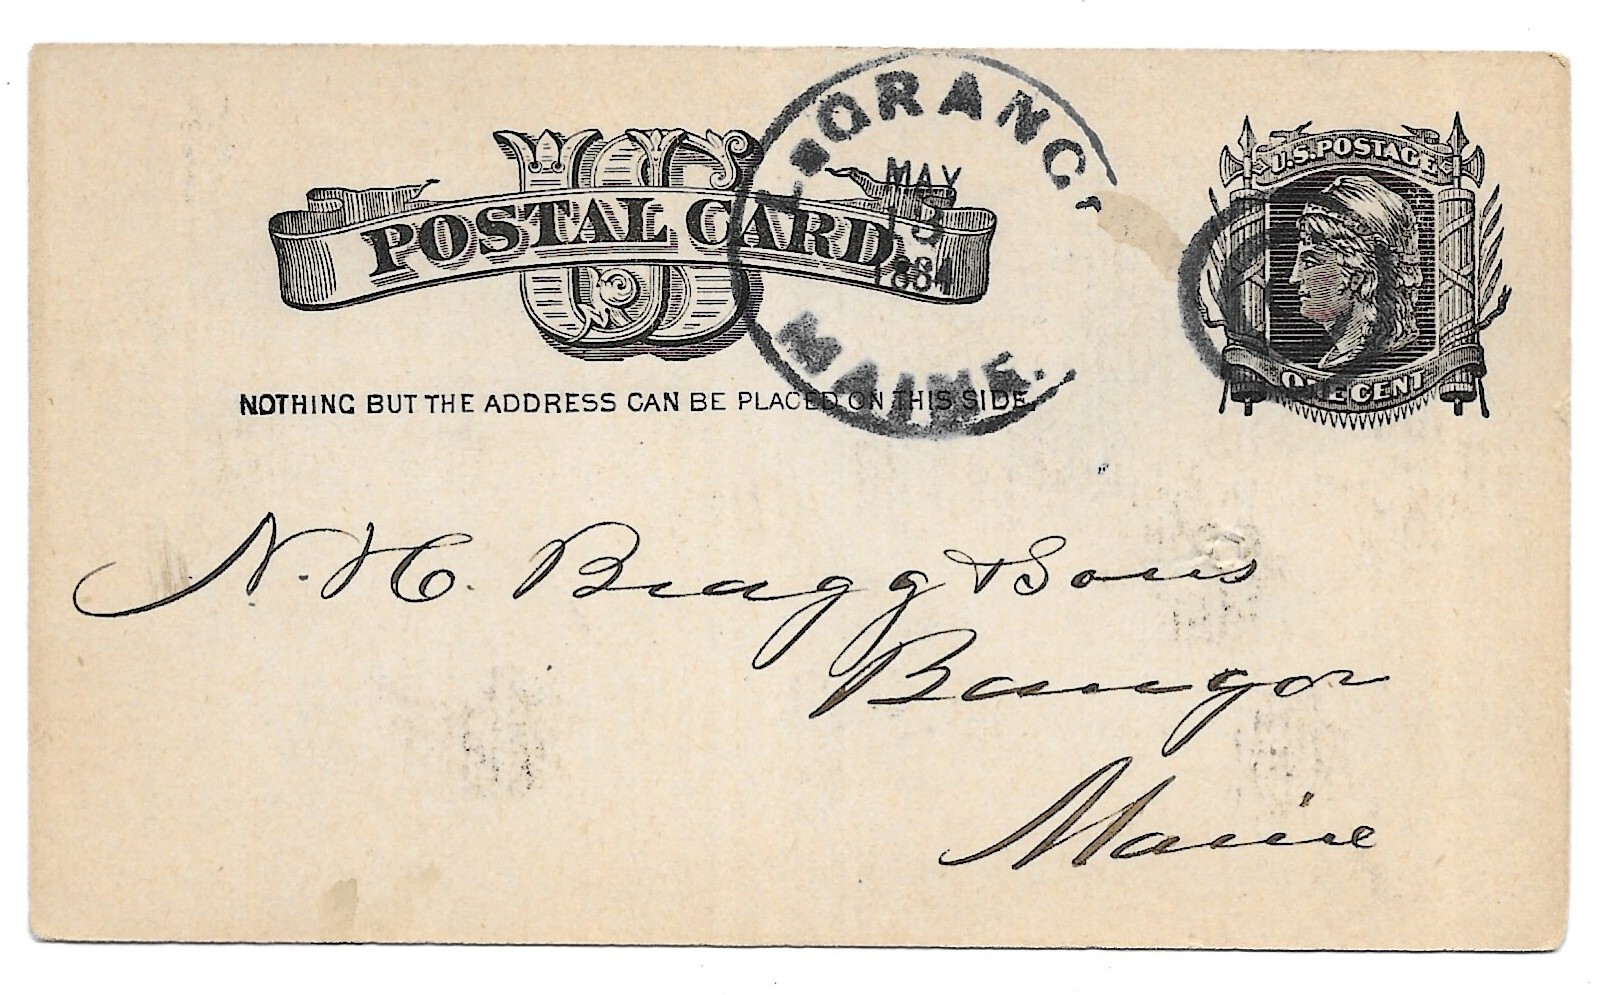 US
POSTAL CARD.
U.S. POSTAGE
ONE CENT
MAY
MAINE.
NOTHING BUT THE ADDRESS CAN BE PLACED ON THIS SIDE
N. H. Bragg & Sons
Bangor
Maine